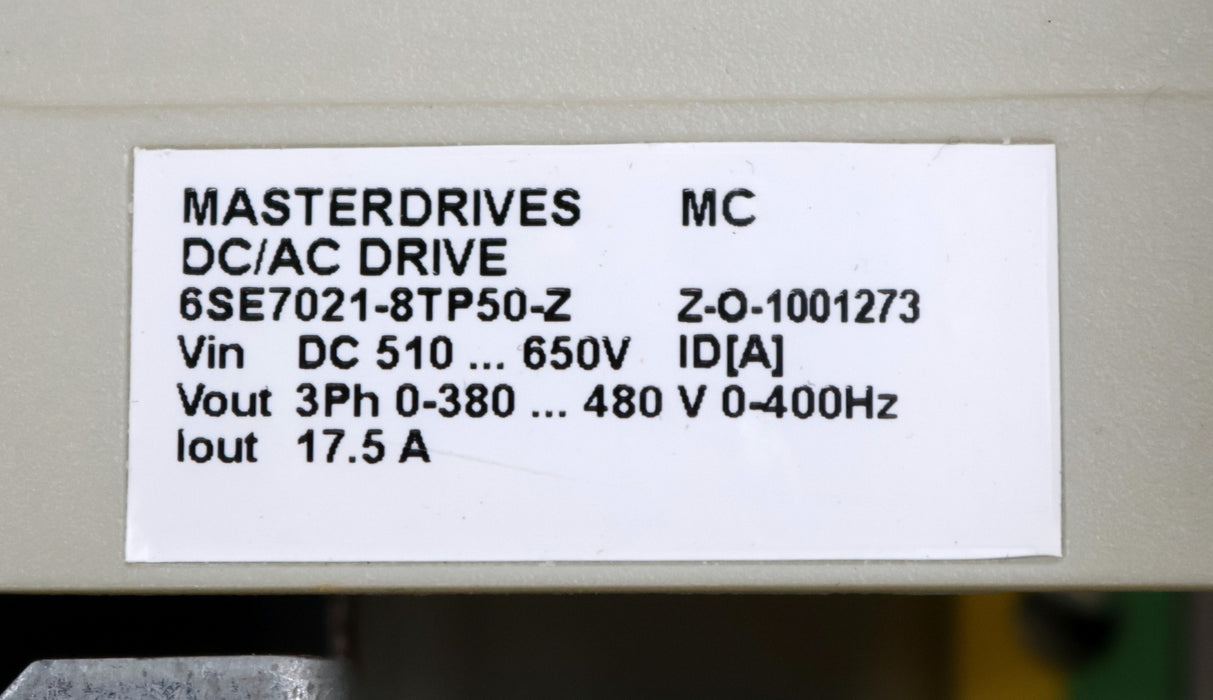 MASTERDRIVES MC
DC/AC DRIVE
6SE7021-8TP50-Z Z-O-1001273
Vin DC 510 ... 650V ID[A]
Vout 3Ph 0-380 ... 480 V 0-400Hz
Iout 17.5 A